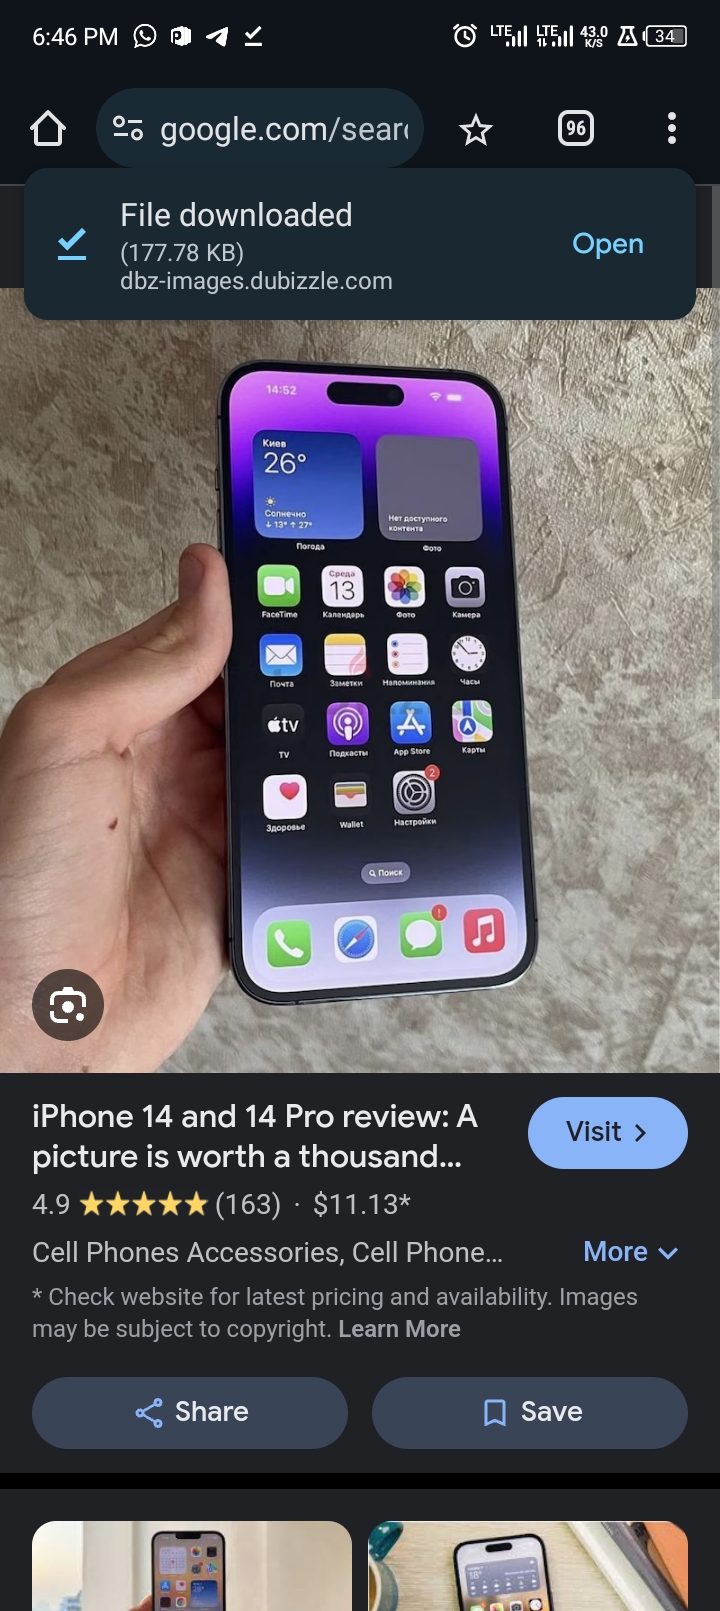 6:46 PM
LTE LTE 43.0 K/S 34
google.com/sear
96
File downloaded
(177.78 KB)
dbz-images.dubizzle.com
Open
14:52
Киев
26°
Солнечно
↓ 13° ↑ 27°
Нет доступного
контента
Погода Фото
Среда
13
FaceTime Календарь Фото Камера
Почта Заметки Напоминания Часы
tv
TV Подкасты App Store Карты
2
Здоровье Wallet Настройки
Поиск
!
iPhone 14 and 14 Pro review: A
picture is worth a thousand...
Visit
4.9 ★★★★★ (163) · $11.13*
Cell Phones Accessories, Cell Phone...
More
* Check website for latest pricing and availability. Images
may be subject to copyright. Learn More
Share Save
18°